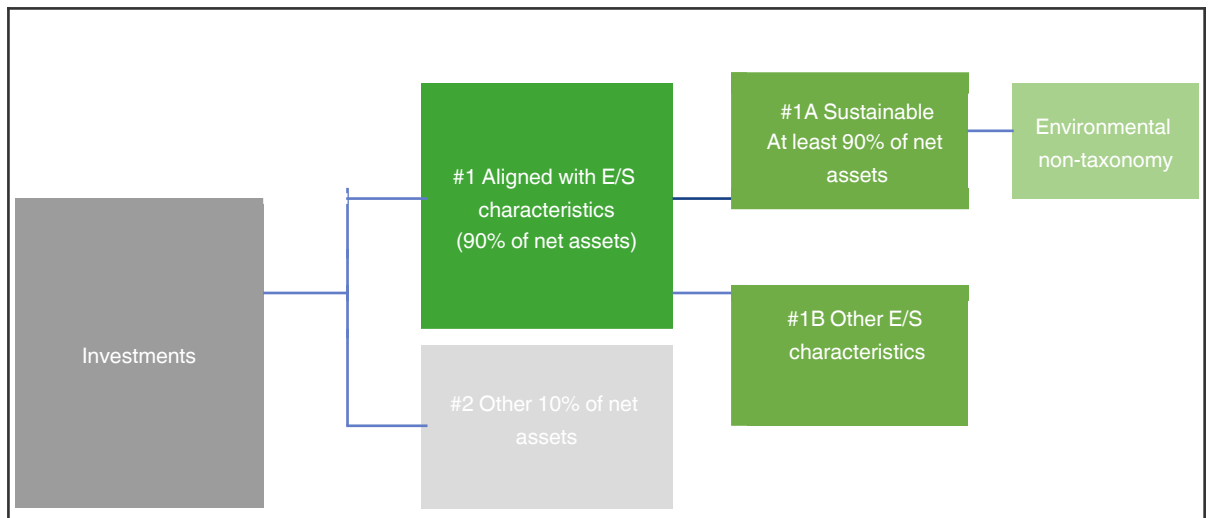 Investments
#1 Aligned with E/S
characteristics
(90% of net assets)
#2 Other 10% of net
assets
#1A Sustainable
At least 90% of net
assets
#1B Other E/S
characteristics
Environmental
non-taxonomy